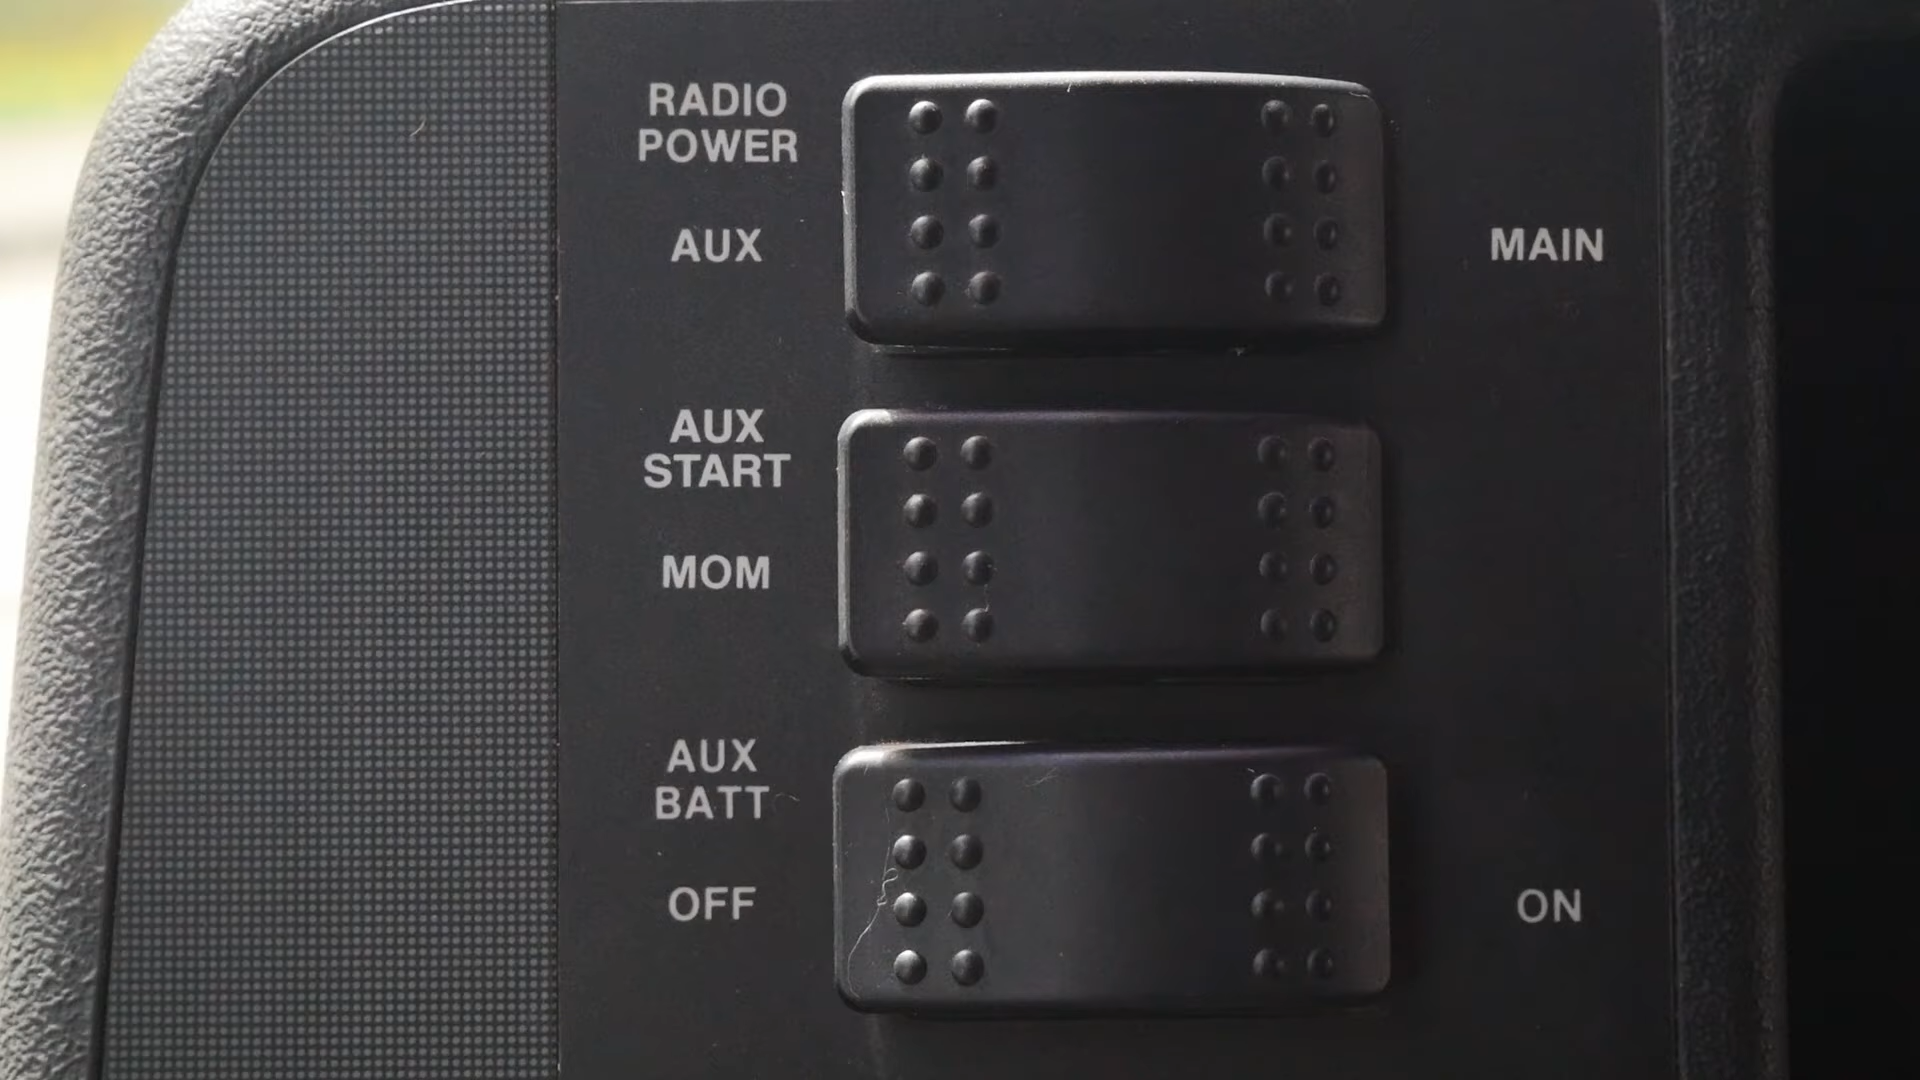 RADIO
POWER
AUX
MAIN
AUX
START
MOM
AUX
BATT
OFF
ON